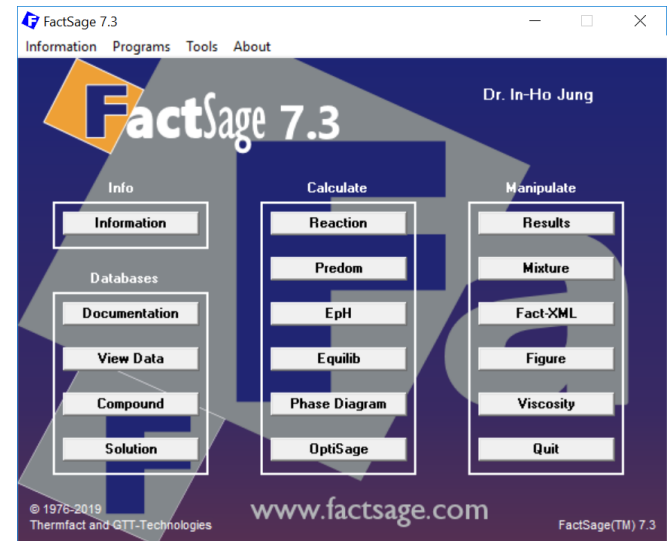 FactSage 7.3
Information Programs Tools About
FactSage 7.3
Dr. In-Ho Jung
Info
Information
Databases
Documentation
View Data
Compound
Solution
Calculate
Reaction
Predom
EpH
Equilib
Phase Diagram
OptiSage
Manipulate
Results
Mixture
Fact-XML
Figure
Viscosity
Quit
© 1976-2019
Thermfact and GTT-Technologies
www.factsage.com
FactSage(TM) 7.3